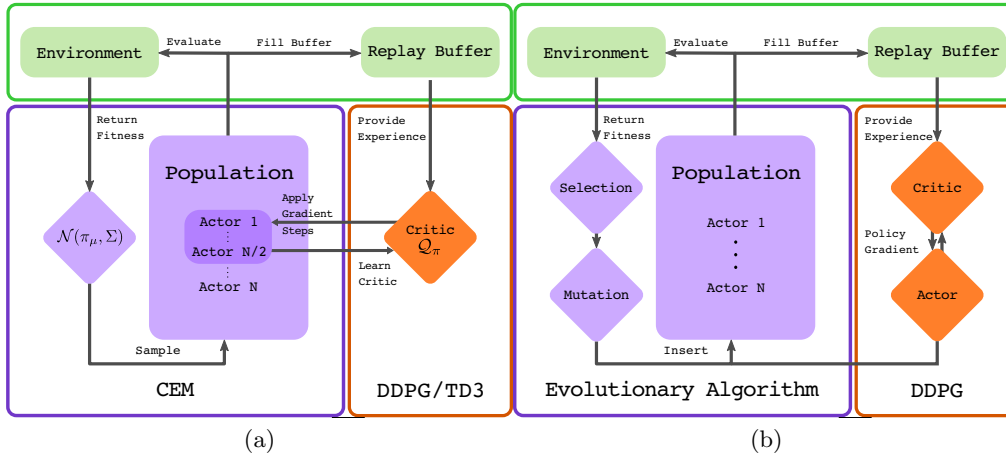 Environment
Evaluate
Fill Buffer
Replay Buffer
Return
Fitness
Provide
Experience
Population
Apply
Gradient
Steps
Actor 1
Actor N/2
Actor N
𝒩(π_μ, Σ)
Critic
𝒬_π
Learn
Critic
Sample
CEM
DDPG/TD3
(a)
Environment
Evaluate
Fill Buffer
Replay Buffer
Return
Fitness
Provide
Experience
Selection
Population
Critic
Actor 1
Policy
Gradient
Mutation
Actor N
Actor
Insert
Evolutionary Algorithm
DDPG
(b)